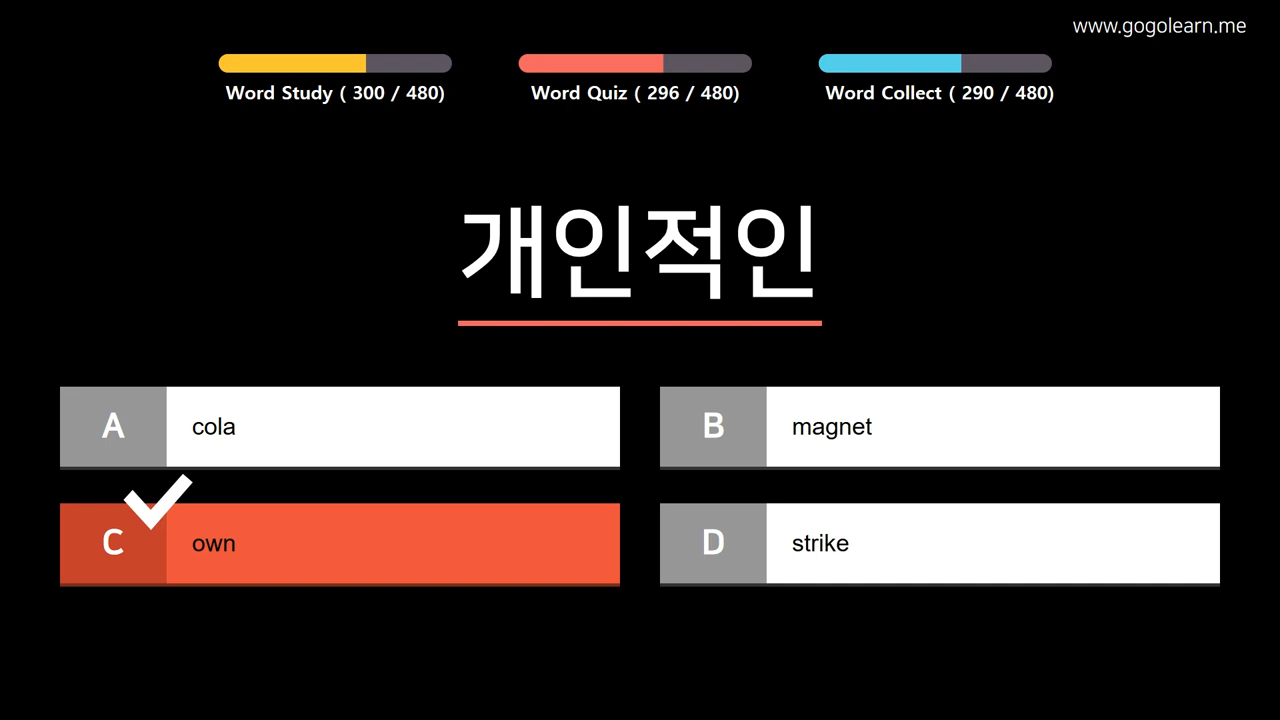 www.gogolearn.me
Word Study ( 300 / 480)
Word Quiz ( 296 / 480)
Word Collect ( 290 / 480)
개인적인
A cola
B magnet
C own
D strike